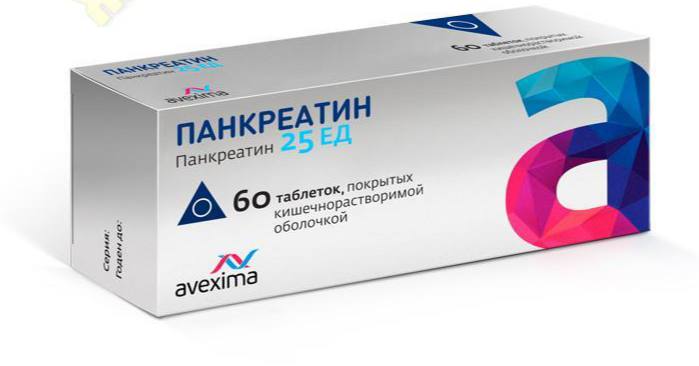 60 таблеток, покрытых
кишечнорастворимой
оболочкой
ПАНКРЕАТИН
Панкреатин 25 ЕД
avexima
Серия:
Годен до:
ПАНКРЕАТИН
Панкреатин 25 ЕД
60 таблеток, покрытых
кишечнорастворимой
оболочкой
avexima